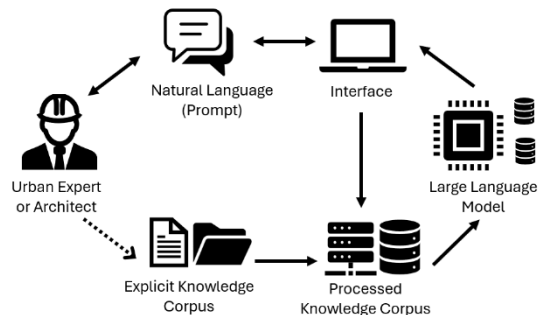 Natural Language
(Prompt)
Interface
Urban Expert
or Architect
Large Language
Model
Explicit Knowledge
Corpus
Processed
Knowledge Corpus